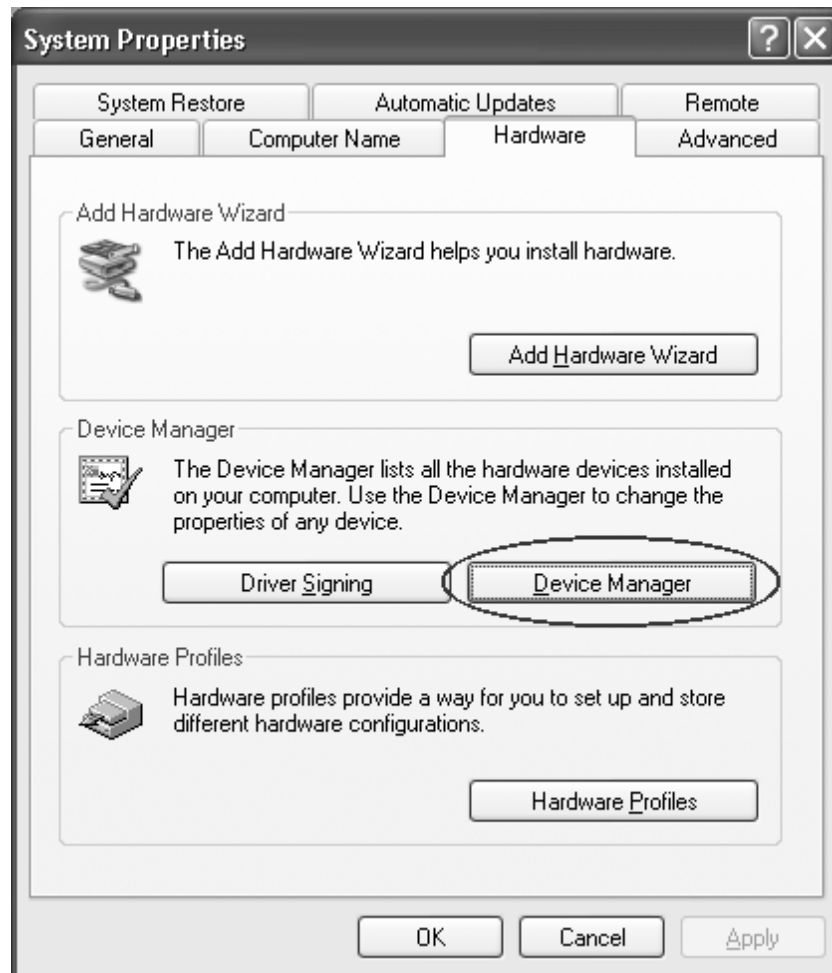 System Properties
System Restore Automatic Updates Remote
General Computer Name Hardware Advanced
Add Hardware Wizard
The Add Hardware Wizard helps you install hardware.
Add Hardware Wizard
Device Manager
The Device Manager lists all the hardware devices installed
on your computer. Use the Device Manager to change the
properties of any device.
Driver Signing Device Manager
Hardware Profiles
Hardware profiles provide a way for you to set up and store
different hardware configurations.
Hardware Profiles
OK Cancel Apply